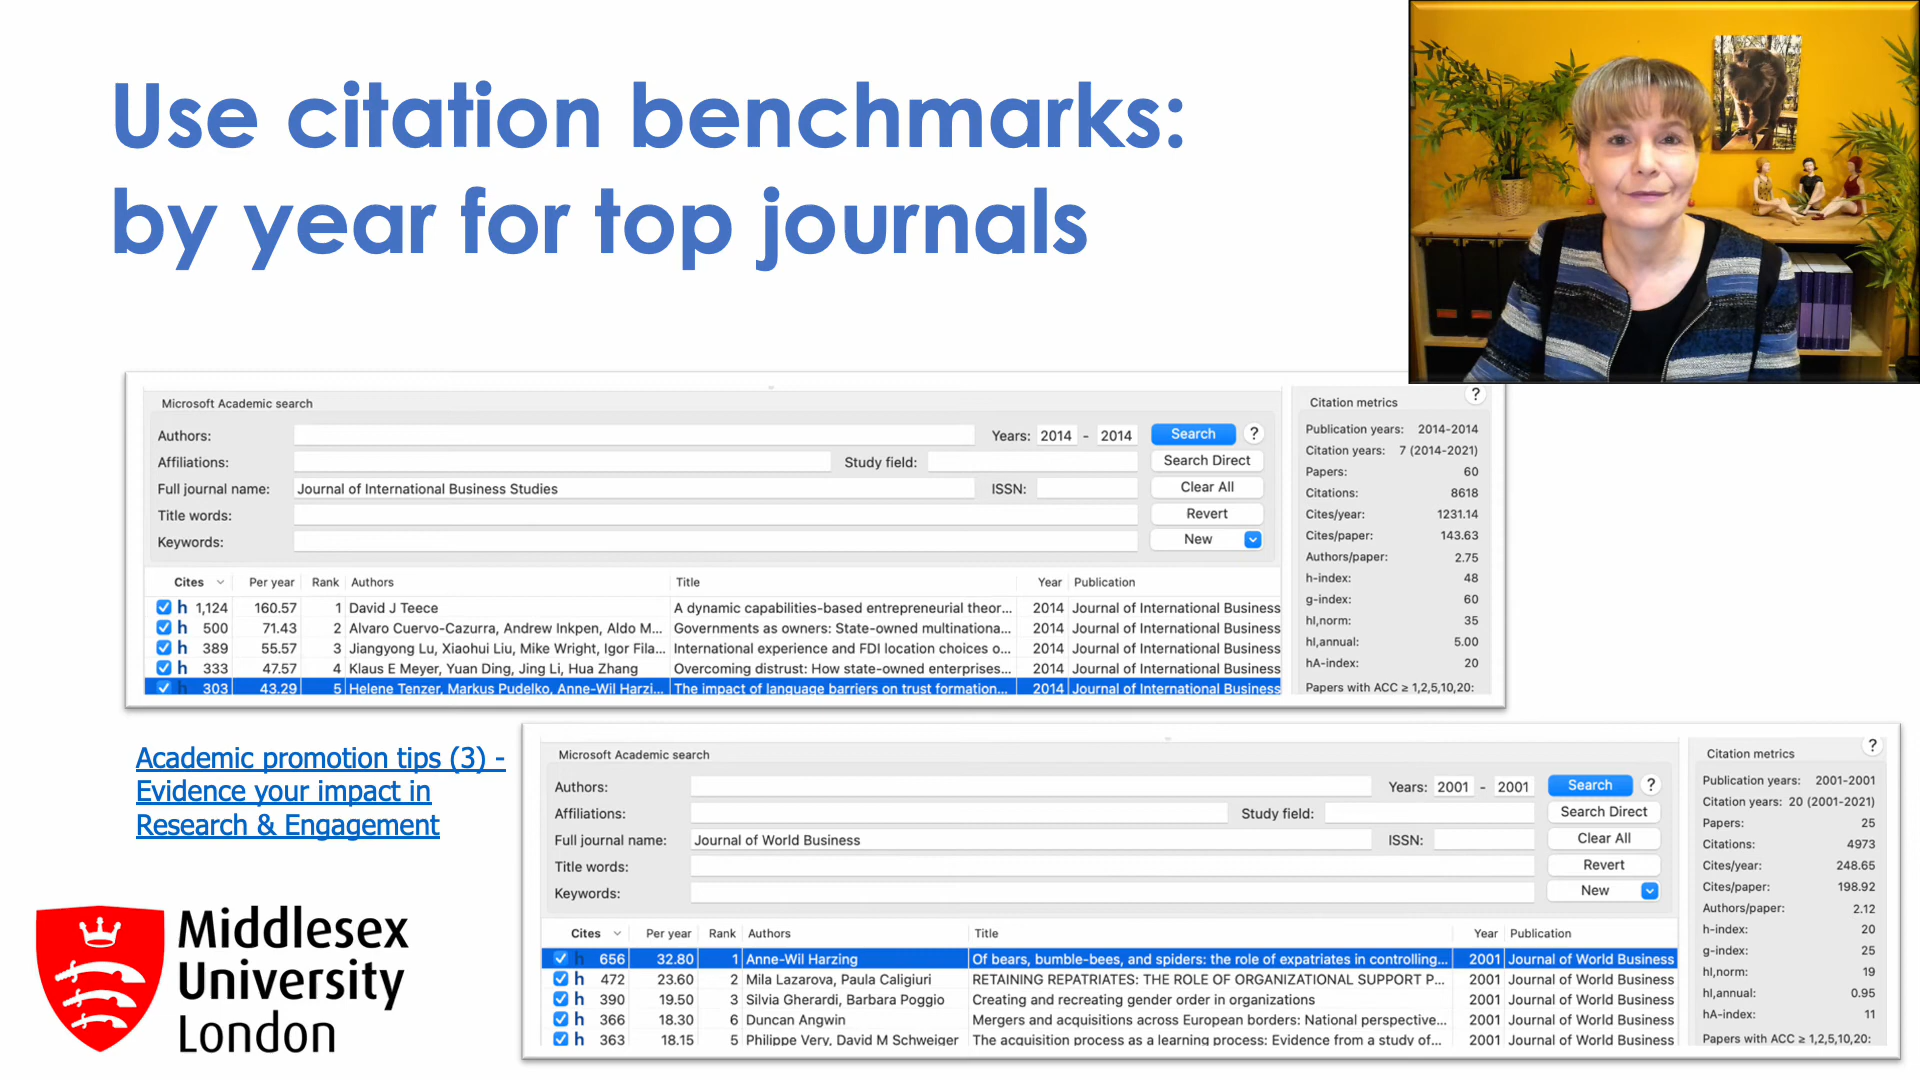 Use citation benchmarks:
by year for top journals
Microsoft Academic search
Authors:
Years: 2014 - 2014
Search
?
Affiliations:
Study field:
Search Direct
Full journal name: Journal of International Business Studies
ISSN:
Clear All
Title words:
Revert
Keywords:
New
Cites Per year Rank Authors Title Year Publication
h 1,124 160.57 1 David J Teece A dynamic capabilities-based entrepreneurial theor... 2014 Journal of International Business
h 500 71.43 2 Alvaro Cuervo-Cazurra, Andrew Inkpen, Aldo M... Governments as owners: State-owned multinationa... 2014 Journal of International Business
h 389 55.57 3 Jiangyong Lu, Xiaohui Liu, Mike Wright, Igor Fila... International experience and FDI location choices o... 2014 Journal of International Business
h 333 47.57 4 Klaus E Meyer, Yuan Ding, Jing Li, Hua Zhang Overcoming distrust: How state-owned enterprises... 2014 Journal of International Business
h 303 43.29 5 Helene Tenzer, Markus Pudelko, Anne-Wil Harzi... The impact of language barriers on trust formation... 2014 Journal of International Business
Citation metrics
?
Publication years: 2014-2014
Citation years: 7 (2014-2021)
Papers: 60
Citations: 8618
Cites/year: 1231.14
Cites/paper: 143.63
Authors/paper: 2.75
h-index: 48
g-index: 60
hI,norm: 35
hI,annual: 5.00
hA-index: 20
Papers with ACC ≥ 1,2,5,10,20:
Academic promotion tips (3) -
Evidence your impact in
Research & Engagement
Middlesex
University
London
Microsoft Academic search
Authors:
Years: 2001 - 2001
Search
?
Affiliations:
Study field:
Search Direct
Full journal name: Journal of World Business
ISSN:
Clear All
Title words:
Revert
Keywords:
New
Cites Per year Rank Authors Title Year Publication
h 656 32.80 1 Anne-Wil Harzing Of bears, bumble-bees, and spiders: the role of expatriates in controlling... 2001 Journal of World Business
h 472 23.60 2 Mila Lazarova, Paula Caligiuri RETAINING REPATRIATES: THE ROLE OF ORGANIZATIONAL SUPPORT P... 2001 Journal of World Business
h 390 19.50 3 Silvia Gherardi, Barbara Poggio Creating and recreating gender order in organizations 2001 Journal of World Business
h 366 18.30 6 Duncan Angwin Mergers and acquisitions across European borders: National perspective... 2001 Journal of World Business
h 363 18.15 5 Philippe Very, David M Schweiger The acquisition process as a learning process: Evidence from a study of... 2001 Journal of World Business
Citation metrics
?
Publication years: 2001-2001
Citation years: 20 (2001-2021)
Papers: 25
Citations: 4973
Cites/year: 248.65
Cites/paper: 198.92
Authors/paper: 2.12
h-index: 20
g-index: 25
hI,norm: 19
hI,annual: 0.95
hA-index: 11
Papers with ACC ≥ 1,2,5,10,20: